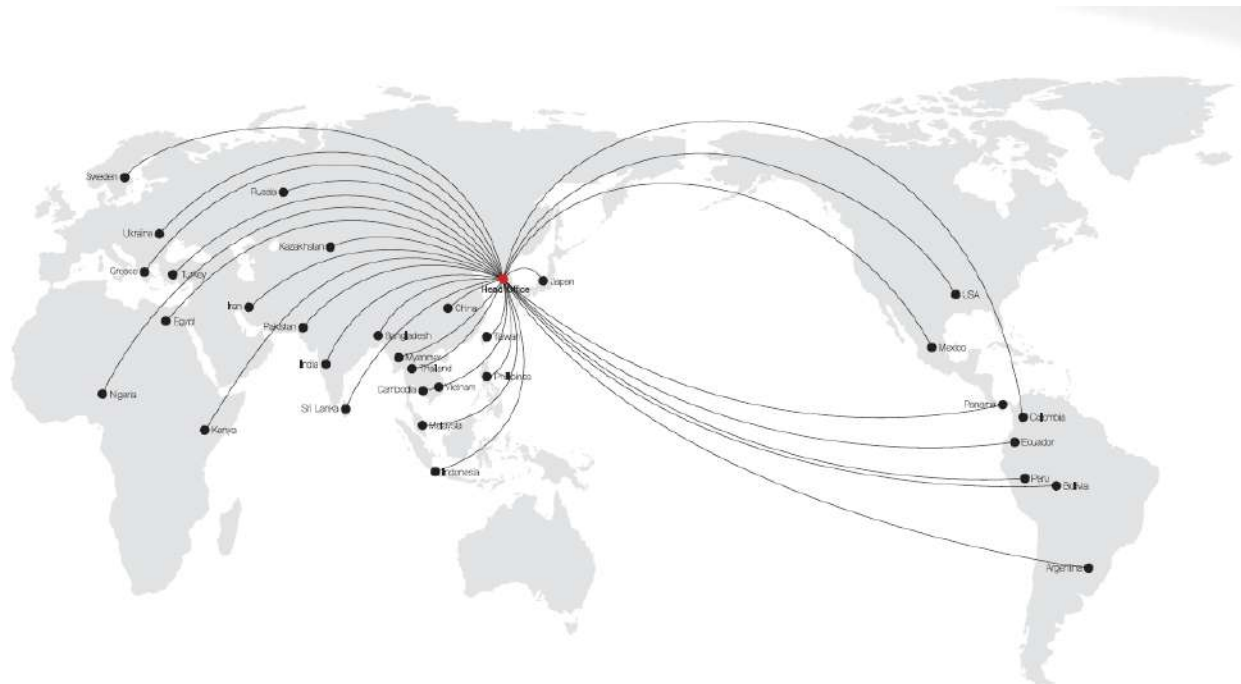 Sweden
Russia
Ukraine
Kazakhstan
Greece
Turkey
Japan
Head Office
USA
Iran
China
Egypt
Pakistan
Bangladesh
Taiwan
Mexico
Myanmar
India
Thailand
Philipines
Cambodia
Vietnam
Nigeria
Panama
Sri Lanka
Colombia
Malaysia
Kenya
Ecuador
Indonesia
Peru
Bolivia
Argentina